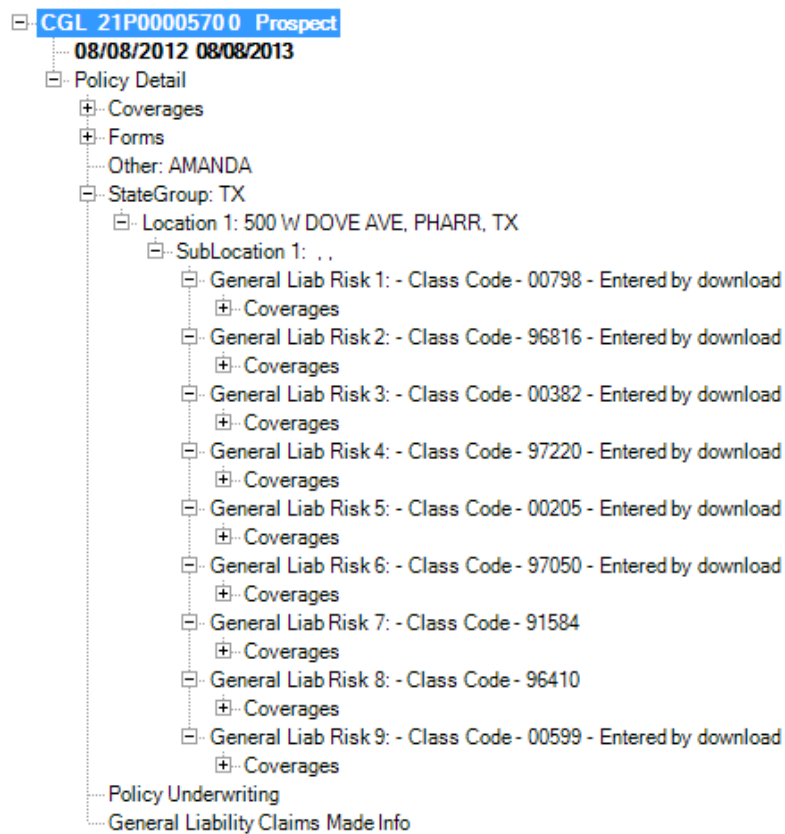 CGL 21P0000570 0 Prospect
08/08/2012 08/08/2013
Policy Detail
Coverages
Forms
Other: AMANDA
StateGroup: TX
Location 1: 500 W DOVE AVE, PHARR, TX
SubLocation 1: , ,
General Liab Risk 1: - Class Code - 00798 - Entered by download
Coverages
General Liab Risk 2: - Class Code - 96816 - Entered by download
Coverages
General Liab Risk 3: - Class Code - 00382 - Entered by download
Coverages
General Liab Risk 4: - Class Code - 97220 - Entered by download
Coverages
General Liab Risk 5: - Class Code - 00205 - Entered by download
Coverages
General Liab Risk 6: - Class Code - 97050 - Entered by download
Coverages
General Liab Risk 7: - Class Code - 91584
Coverages
General Liab Risk 8: - Class Code - 96410
Coverages
General Liab Risk 9: - Class Code - 00599 - Entered by download
Coverages
Policy Underwriting
General Liability Claims Made Info